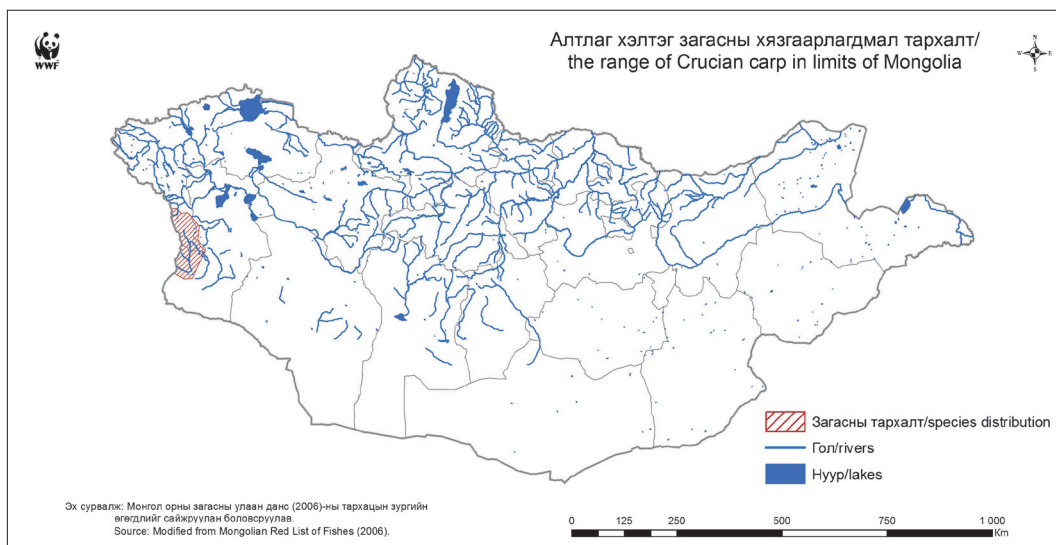 WWF
Алтлаг хэлтэг загасны хязгаарлагдмал тархалт/
the range of Crucian carp in limits of Mongolia
N
W E
S
Загасны тархалт/species distribution
Гол/rivers
Нуур/lakes
Эх сурвалж: Монгол орны загасны улаан данс (2006)-ны тархацын зургийн
өгөгдлийг сайжруулан боловсруулав.
Source: Modified from Mongolian Red List of Fishes (2006).
0 125 250 500 750 1 000
Km